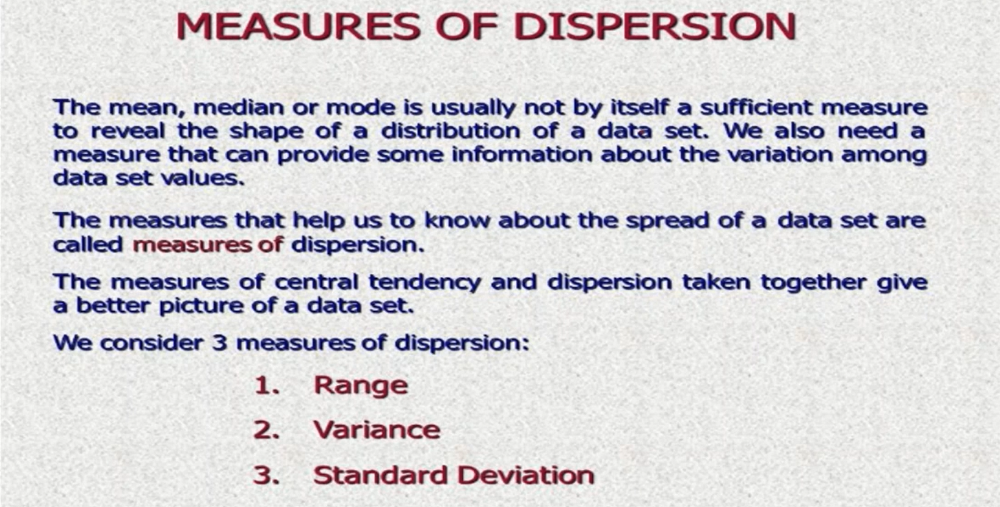 MEASURES OF DISPERSION
The mean, median or mode is usually not by itself a sufficient measure
to reveal the shape of a distribution of a data set. We also need a
measure that can provide some information about the variation among
data set values.
The measures that help us to know about the spread of a data set are
called measures of dispersion.
The measures of central tendency and dispersion taken together give
a better picture of a data set.
We consider 3 measures of dispersion:
1. Range
2. Variance
3. Standard Deviation